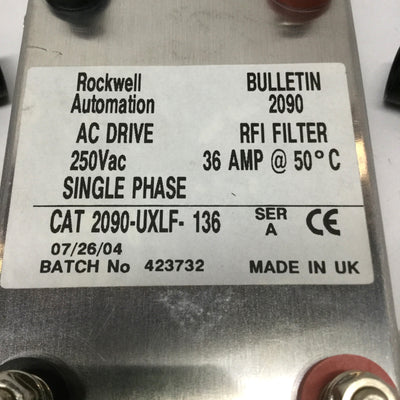 Rockwell Automation BULLETIN 2090
AC DRIVE RFI FILTER
250Vac 36 AMP @ 50°C
SINGLE PHASE
CAT 2090-UXLF- 136 SER A CE
07/26/04
BATCH No 423732 MADE IN UK